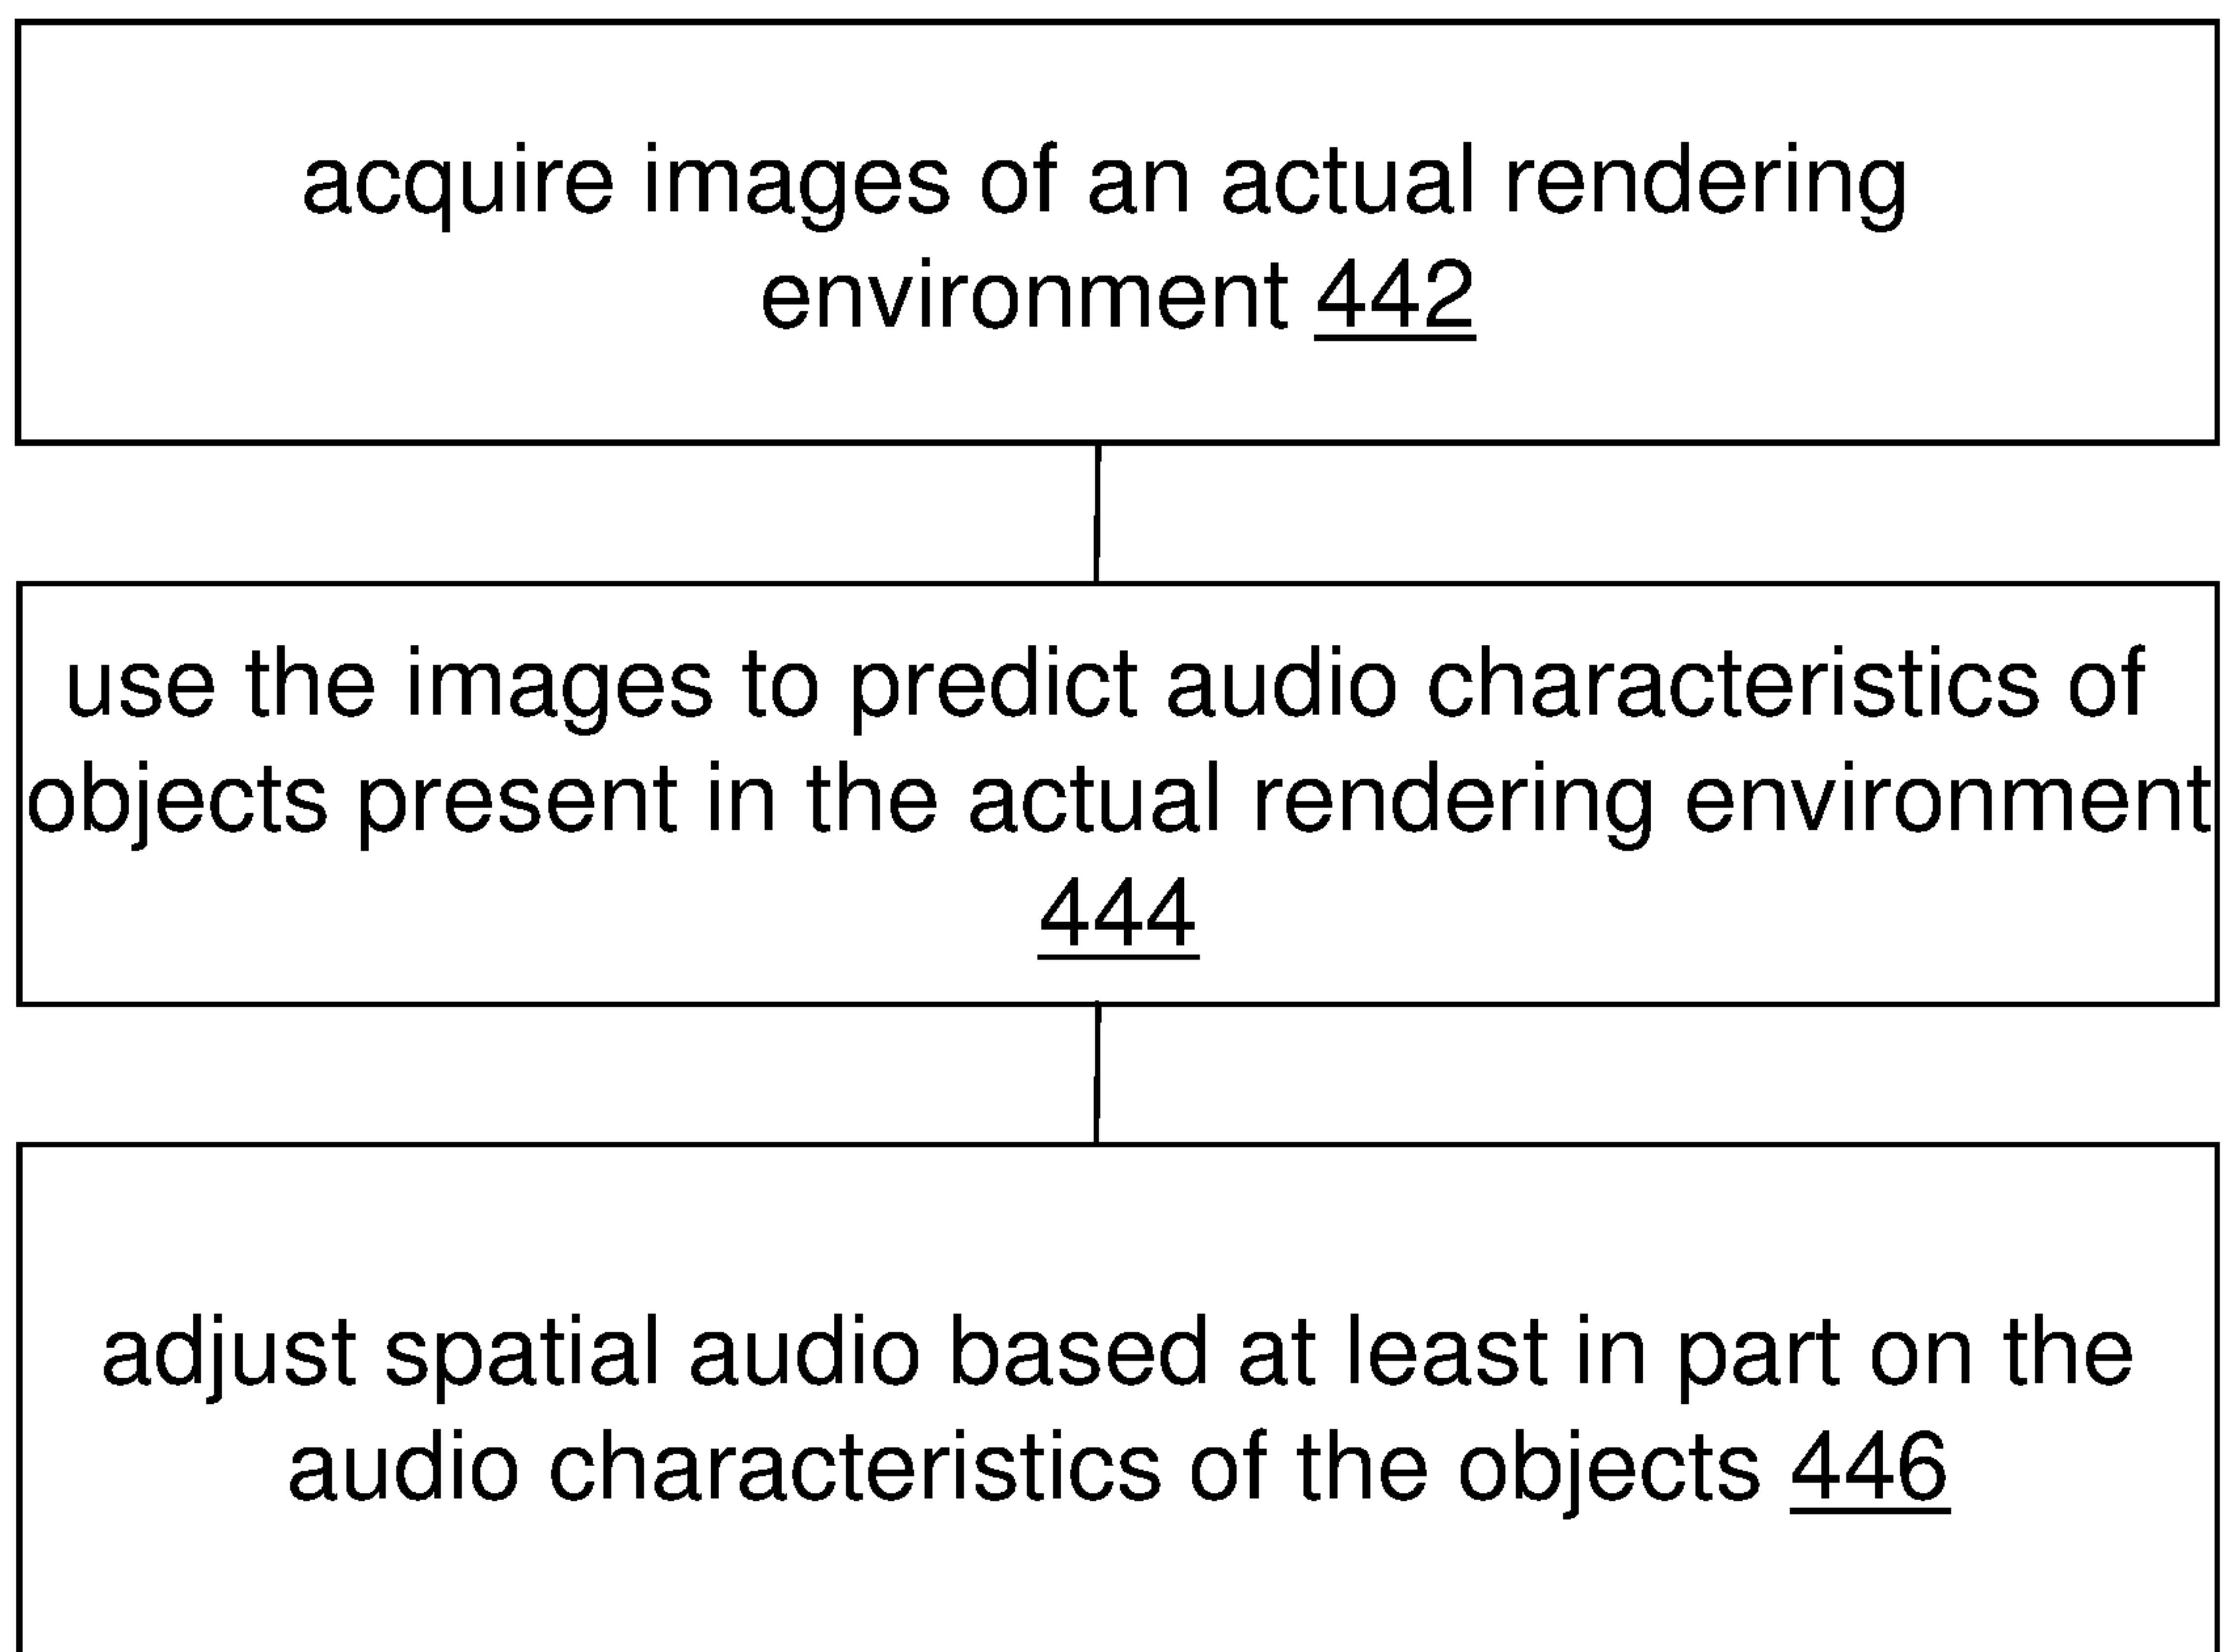 acquire images of an actual rendering
environment 442
use the images to predict audio characteristics of
objects present in the actual rendering environment
444
adjust spatial audio based at least in part on the
audio characteristics of the objects 446